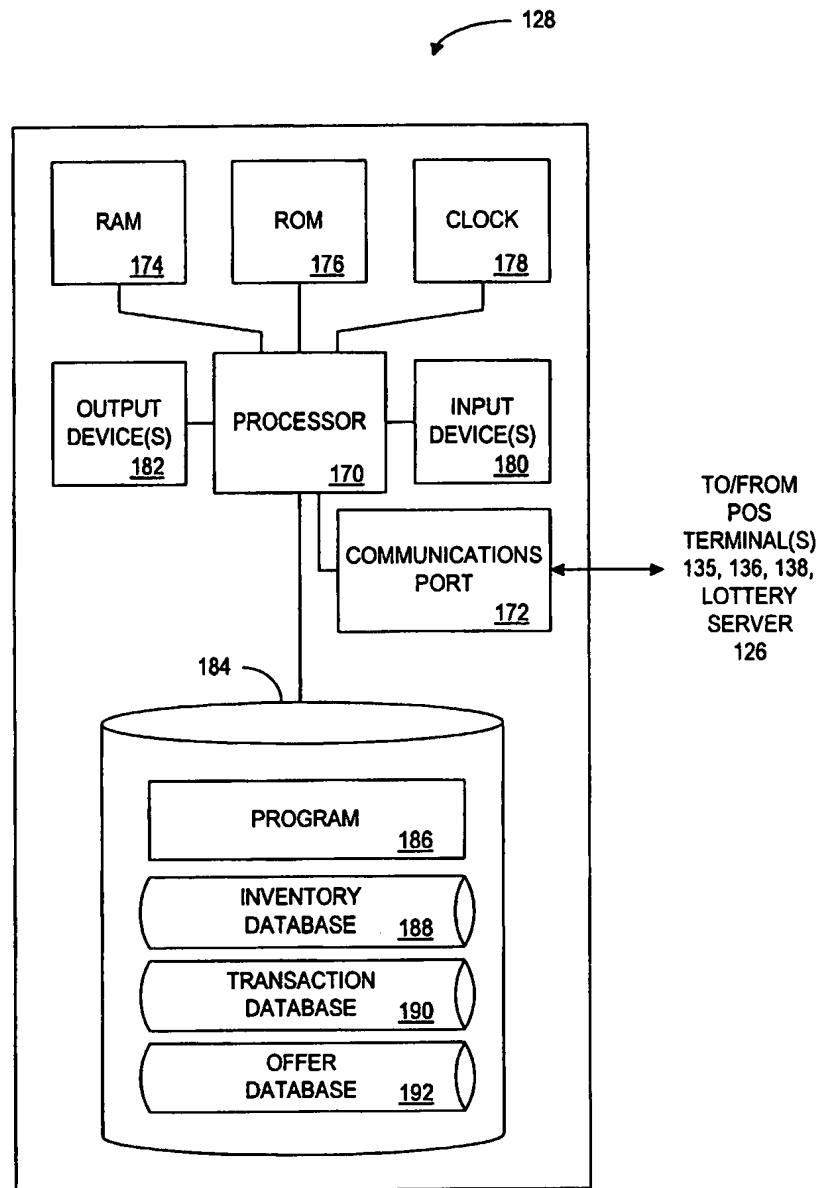 128
RAM
174
ROM
176
CLOCK
178
OUTPUT
DEVICE(S)
182
PROCESSOR
170
INPUT
DEVICE(S)
180
COMMUNICATIONS
PORT
172
TO/FROM
POS
TERMINAL(S)
135, 136, 138,
LOTTERY
SERVER
126
184
PROGRAM
186
INVENTORY
DATABASE
188
TRANSACTION
DATABASE
190
OFFER
DATABASE
192